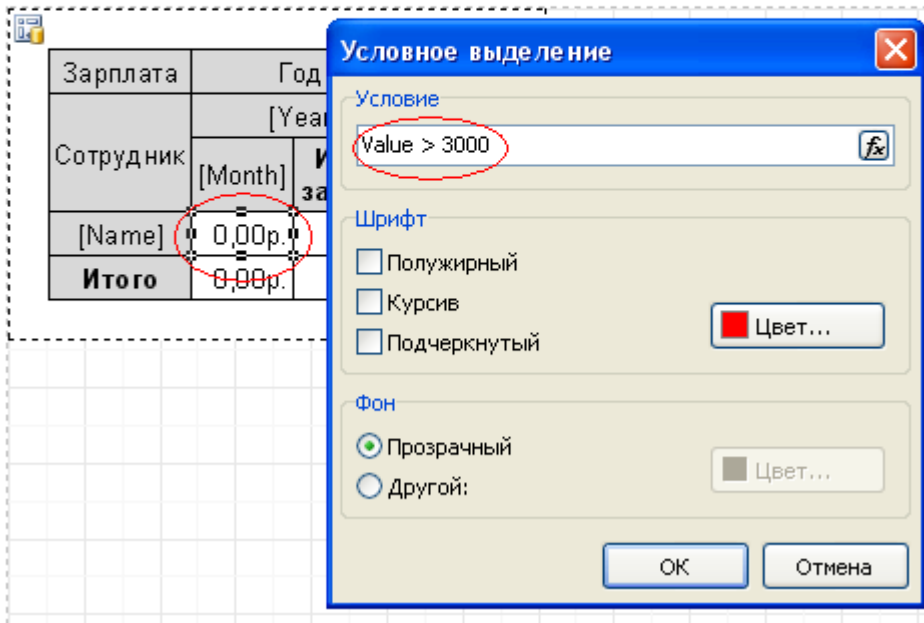 Зарплата
Год
[Year
Сотрудник
[Month]
[Name]
0,00р.
Итого
0,00р.
Условное выделение
Условие
Value > 3000
Шрифт
Полужирный
Курсив
Подчеркнутый
Цвет...
Фон
Прозрачный
Другой:
Цвет...
ОК
Отмена